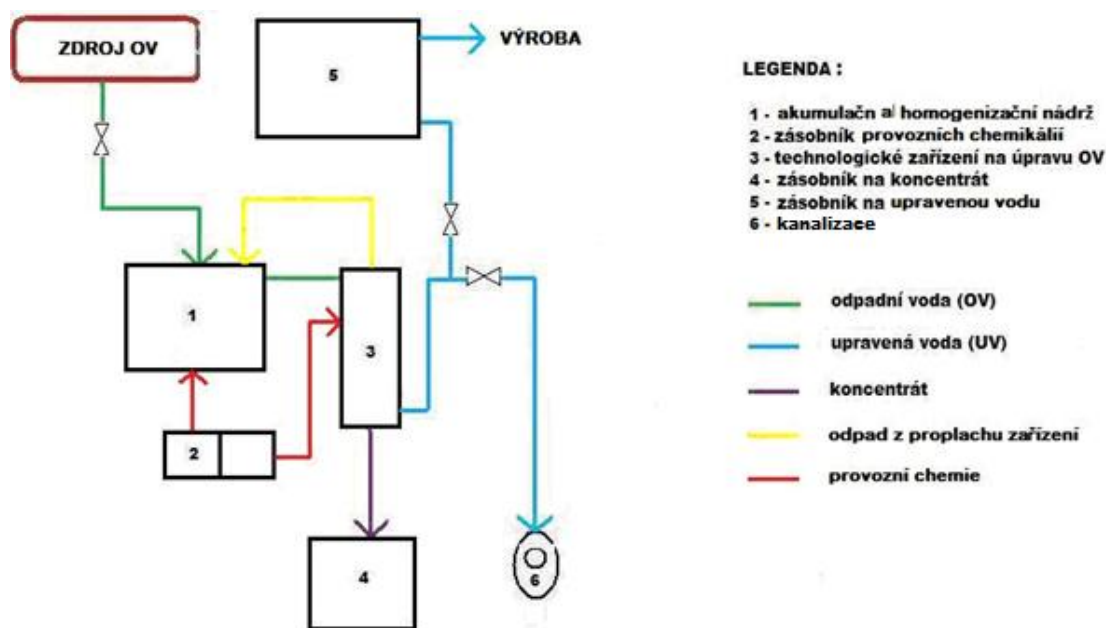 ZDROJ OV
VÝROBA
5
1
3
2
4
6
LEGENDA :
1 - akumulačn a/ homogenizační nádrž
2 - zásobník provozních chemikálií
3 - technologické zařízení na úpravu OV
4 - zásobník na koncentrát
5 - zásobník na upravenou vodu
6 - kanalizace
odpadní voda (OV)
upravená voda (UV)
koncentrát
odpad z proplachu zařízení
provozní chemie